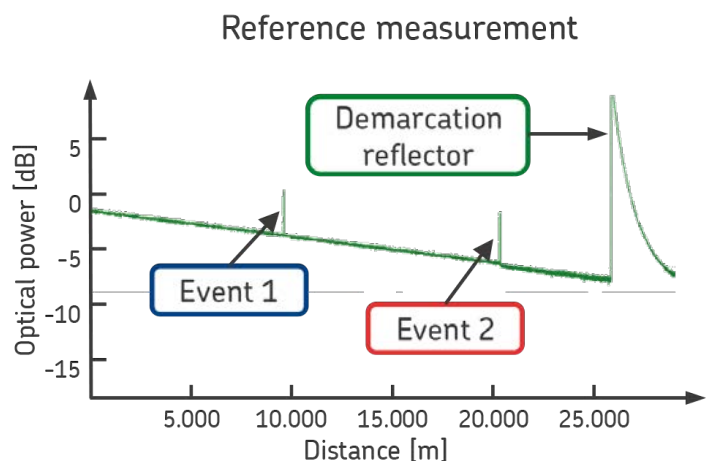 Reference measurement
Optical power [dB]
5
0
-5
-10
-15
Demarcation
reflector
Event 1
Event 2
5.000
10.000
15.000
20.000
25.000
Distance [m]